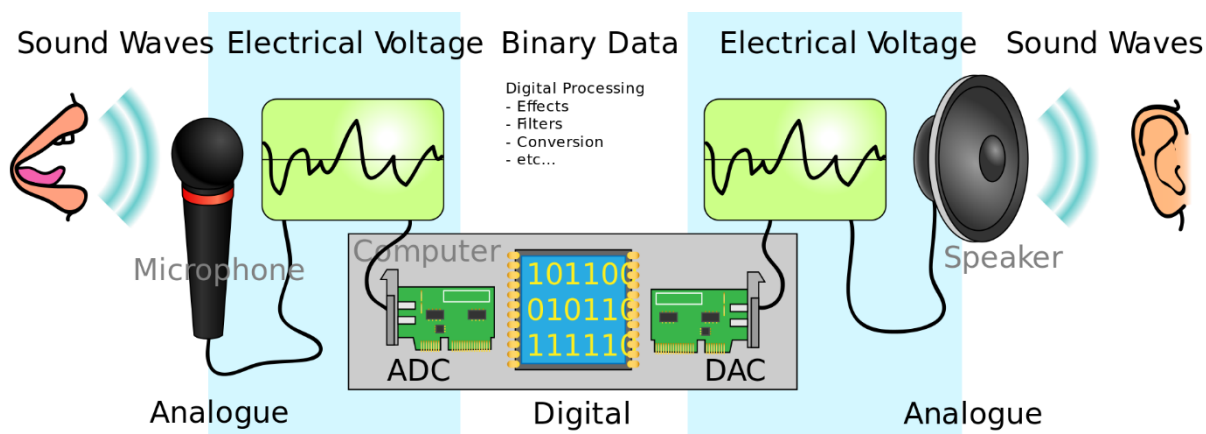 Sound Waves
Electrical Voltage
Binary Data
Electrical Voltage
Sound Waves
Digital Processing
- Effects
- Filters
- Conversion
- etc...
Microphone
Computer
Speaker
101100
010110
111110
ADC
DAC
Analogue
Digital
Analogue